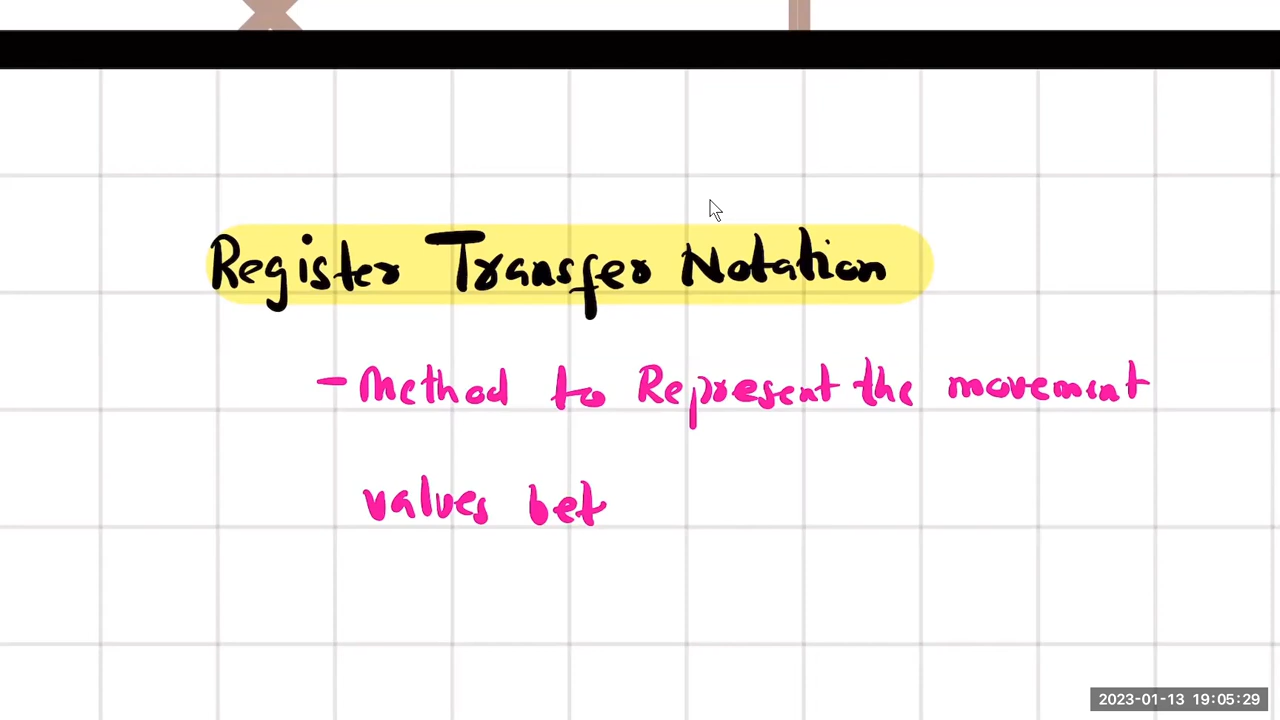 Register Transfer Notation
- Method to Represent the movement
values bet
2023-01-13 19:05:29